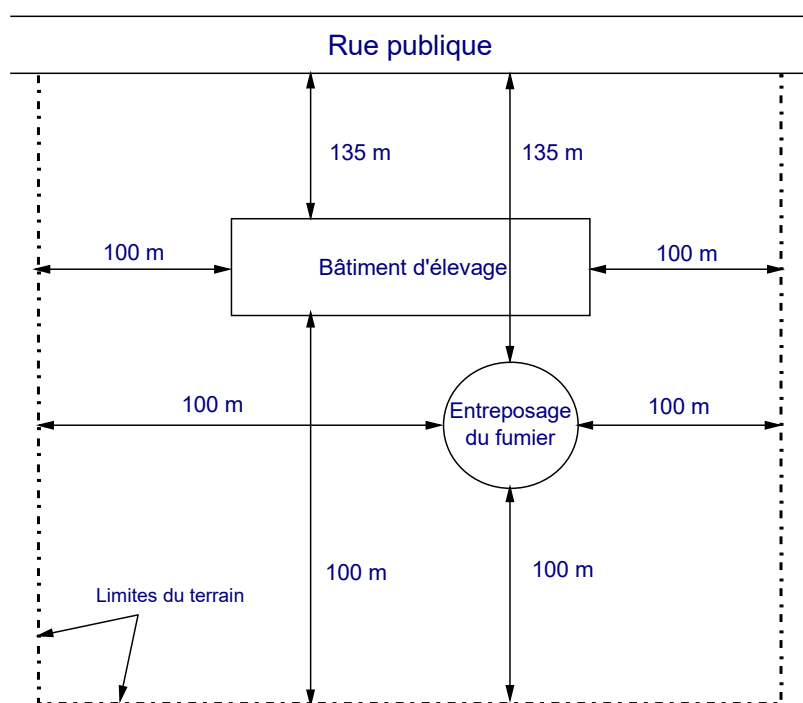 Rue publique
135 m
135 m
100 m
Bâtiment d'élevage
100 m
100 m
Entreposage
du fumier
100 m
100 m
100 m
Limites du terrain